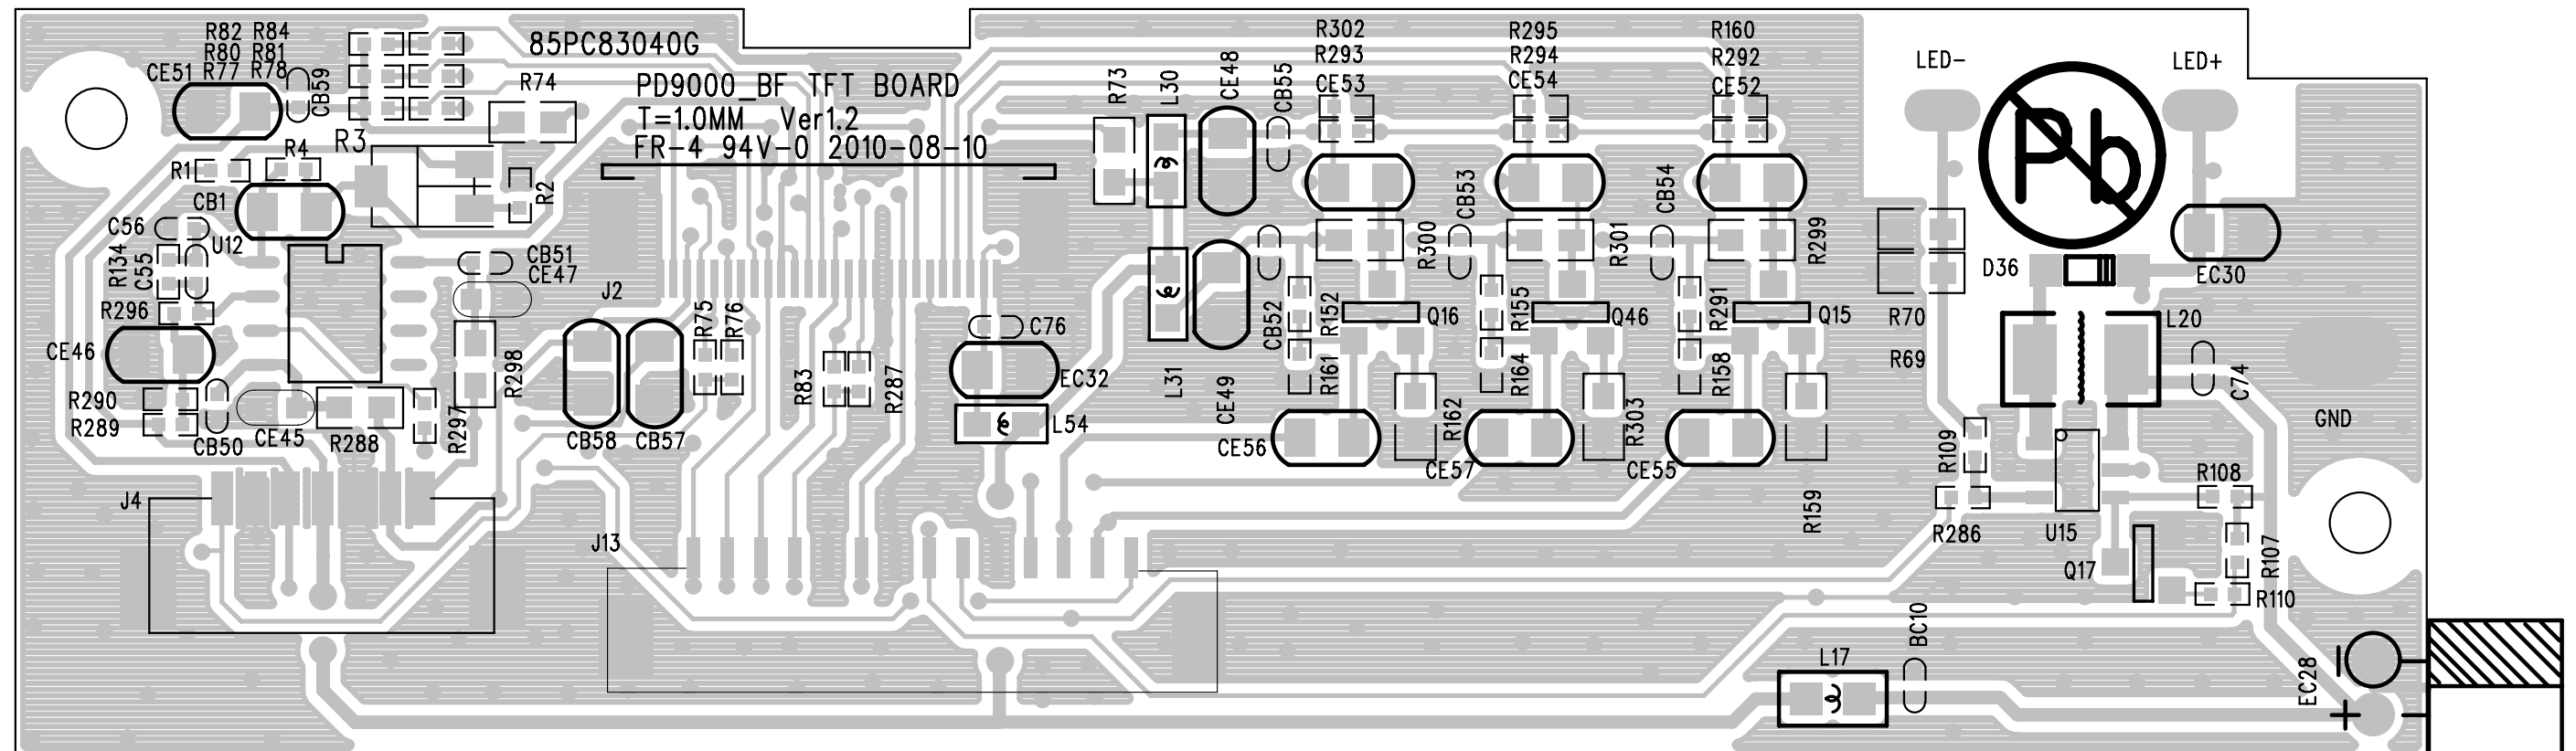 R82 R84
R80 R81
CE51 R77 R78
CB59
85PC83040G
PD9000_BF TFT BOARD
T=1.0MM Ver1.2
FR-4 94V-0 2010-08-10
R74
R3
R1
R4
R2
CB1
C56
U12
R134
C55
R296
CE46
R290
R289
CB50
CE45
R288
R297
R298
CB51
CE47
J2
J4
CB58
CB57
R75
R76
R83
R287
C76
EC32
L54
J13
R73
L30
CE48
CB55
L31
CE49
R302
R293
CE53
R295
R294
CE54
R160
R292
CE52
CB53
CB54
R300
R301
R299
CB52
R152
Q16
R155
Q46
R291
Q15
R161
R164
R158
R162
R303
R159
CE56
CE57
CE55
LED-
LED+
Pb
D36
EC30
R70
R69
L20
C74
GND
R109
R108
R286
U15
Q17
R107
R110
BC10
L17
EC28
-
+